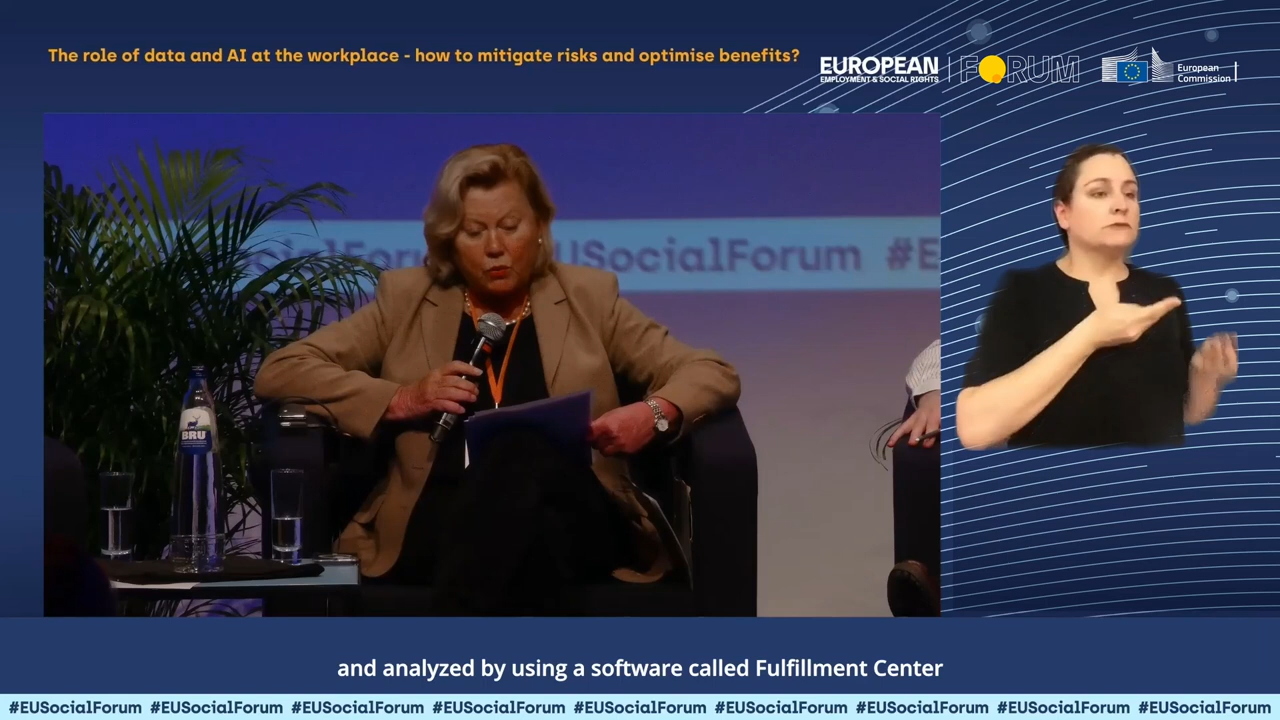 The role of data and AI at the workplace - how to mitigate risks and optimise benefits?
EUROPEAN
EMPLOYMENT & SOCIAL RIGHTS
FORUM
European
Commission
#EUSocialForum
BRU
and analyzed by using a software called Fulfillment Center
#EUSocialForum #EUSocialForum #EUSocialForum #EUSocialForum #EUSocialForum #EUSocialForum #EUSocialForum #EUSocialForum #EUSocialForum